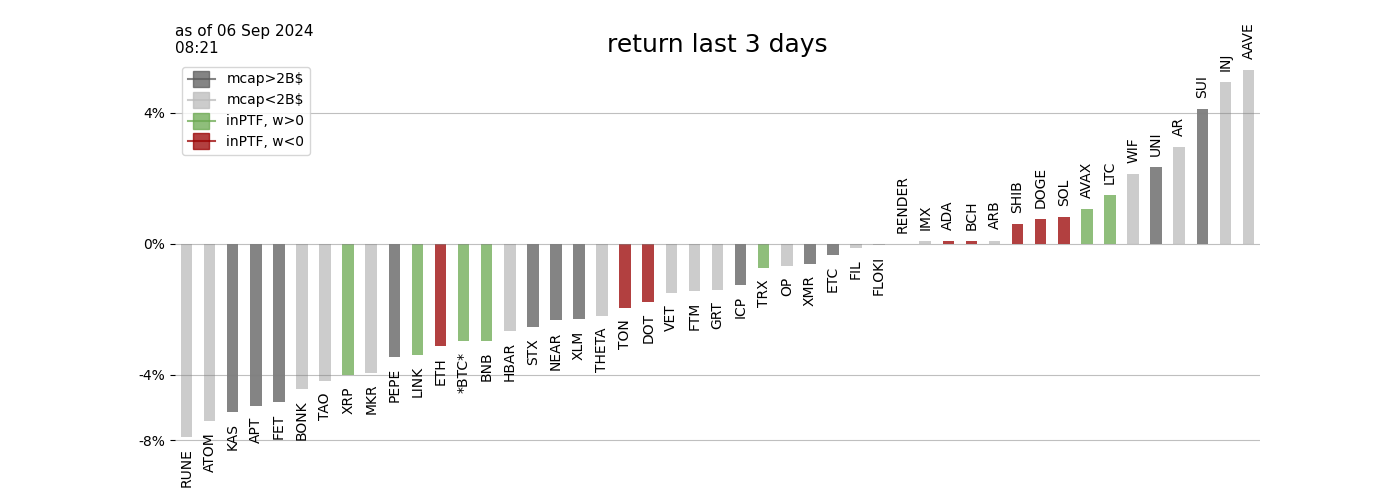 as of 06 Sep 2024
08:21
return last 3 days
mcap>2B$
mcap<2B$
inPTF, w>0
inPTF, w<0
4%
0%
-4%
-8%
RUNE
ATOM
KAS
APT
FET
BONK
TAO
XRP
MKR
PEPE
LINK
ETH
*BTC*
BNB
HBAR
STX
NEAR
XLM
THETA
TON
DOT
VET
FTM
GRT
ICP
TRX
OP
XMR
ETC
FIL
FLOKI
RENDER
IMX
ADA
BCH
ARB
SHIB
DOGE
SOL
AVAX
LTC
WIF
UNI
AR
SUI
INJ
AAVE